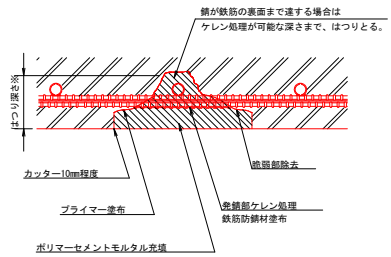 錆が鉄筋の裏面まで達する場合は
ケレン処理が可能な深さまで、はつりとる。
はつり深さ※
カッター10mm程度
脆弱部除去
プライマー塗布
発錆部ケレン処理
鉄筋防錆材塗布
ポリマーセメントモルタル充填